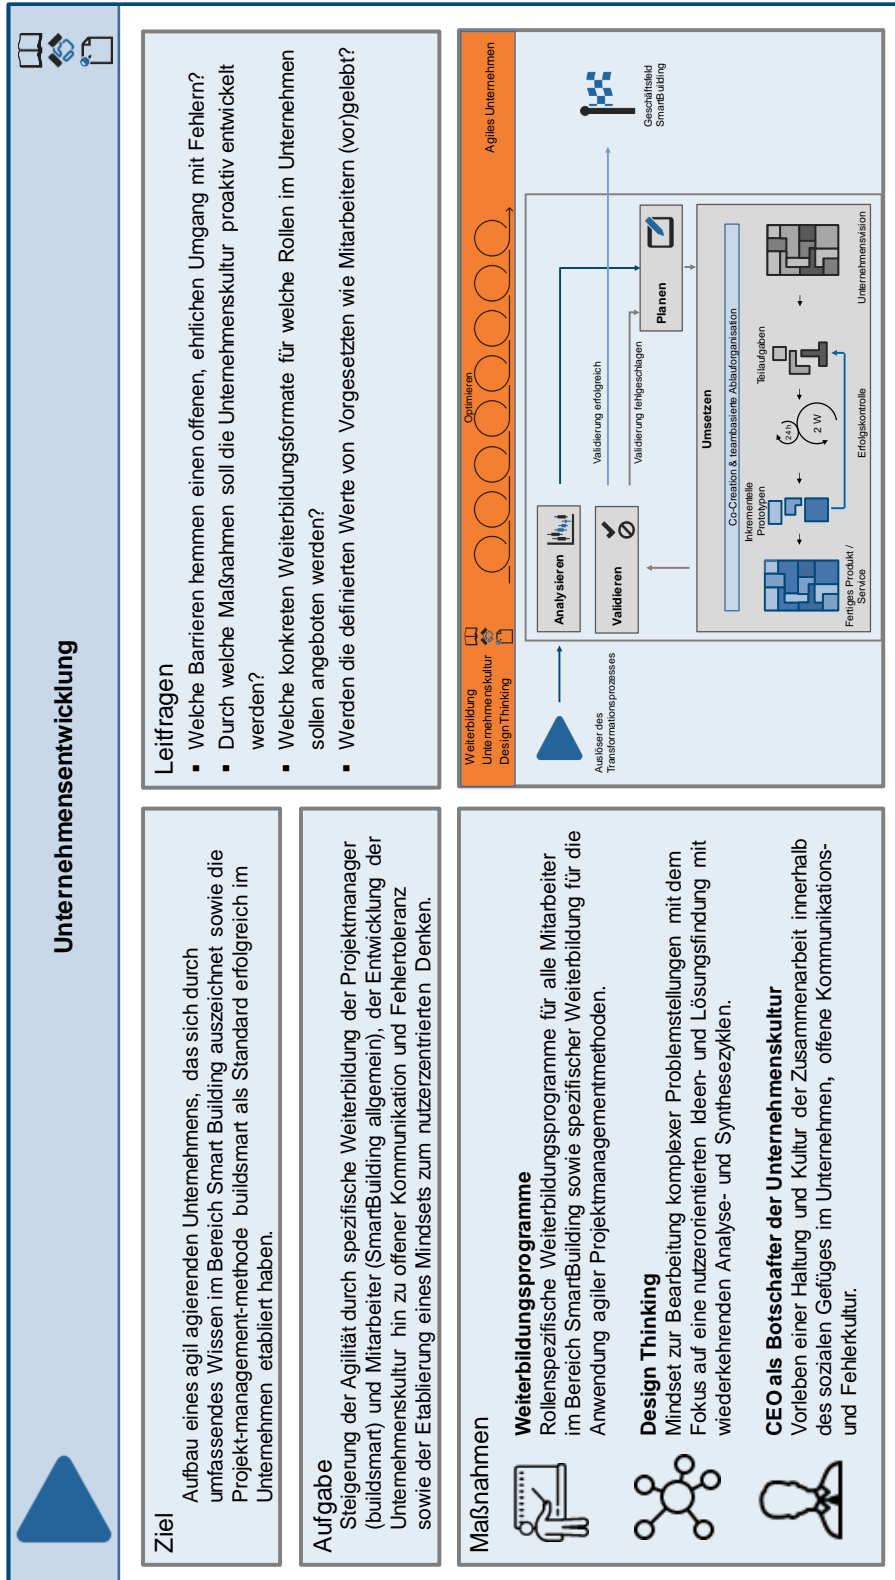 Unternehmensentwicklung
Ziel
Aufbau eines agil agierenden Unternehmens, das sich durch
umfassendes Wissen im Bereich Smart Building auszeichnet sowie die
Projekt-management-methode buildsmart als Standard erfolgreich im
Unternehmen etabliert haben.
Aufgabe
Steigerung der Agilität durch spezifische Weiterbildung der Projektmanager
(buildsmart) und Mitarbeiter (SmartBuilding allgemein), der Entwicklung der
Unternehmenskultur hin zu offener Kommunikation und Fehlertoleranz
sowie der Etablierung eines Mindsets zum nutzerzentrierten Denken.
Leitfragen
▪ Welche Barrieren hemmen einen offenen, ehrlichen Umgang mit Fehlern?
▪ Durch welche Maßnahmen soll die Unternehmenskultur proaktiv entwickelt
werden?
▪ Welche konkreten Weiterbildungsformate für welche Rollen im Unternehmen
sollen angeboten werden?
▪ Werden die definierten Werte von Vorgesetzten wie Mitarbeitern (vor)gelebt?
Maßnahmen
Weiterbildungsprogramme
Rollenspezifische Weiterbildungsprogramme für alle Mitarbeiter
im Bereich SmartBuilding sowie spezifischer Weiterbildung für die
Anwendung agiler Projektmanagementmethoden.
Design Thinking
Mindset zur Bearbeitung komplexer Problemstellungen mit dem
Fokus auf eine nutzerorientierten Ideen- und Lösungsfindung mit
wiederkehrenden Analyse- und Synthesezyklen.
CEO als Botschafter der Unternehmenskultur
Vorleben einer Haltung und Kultur der Zusammenarbeit innerhalb
des sozialen Gefüges im Unternehmen, offene Kommunikations-
und Fehlerkultur.
Weiterbildung
Unternehmenskultur
Design Thinking
Optimieren
Agiles Unternehmen
Auslöser des
Transformationsprozesses
Analysieren
Validieren
Validierung erfolgreich
Validierung fehlgeschlagen
Planen
Geschäftsfeld
SmartBuilding
Umsetzen
Co-Creation & teambasierte Ablauforganisation
Inkrementelle
Prototypen
Teilaufgaben
24 h
2 W
Fertiges Produkt /
Service
Erfolgskontrolle
Unternehmensvision